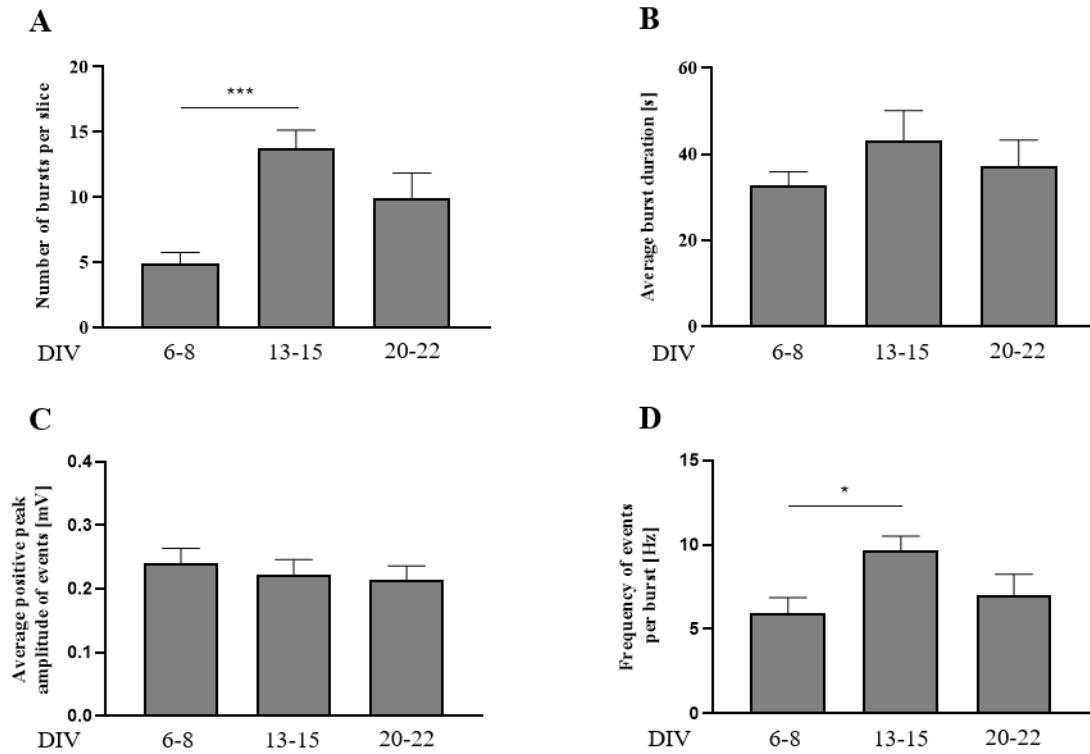 A
Number of bursts per slice
20
15
10
5
0
***
DIV
6-8
13-15
20-22
B
Average burst duration [s]
60
40
20
0
6-8
13-15
20-22
C
Average positive peak
amplitude of events [mV]
0.4
0.3
0.2
0.1
0.0
DIV
6-8
13-15
20-22
D
Frequency of events
per burst [Hz]
15
10
5
0
*
DIV
6-8
13-15
20-22